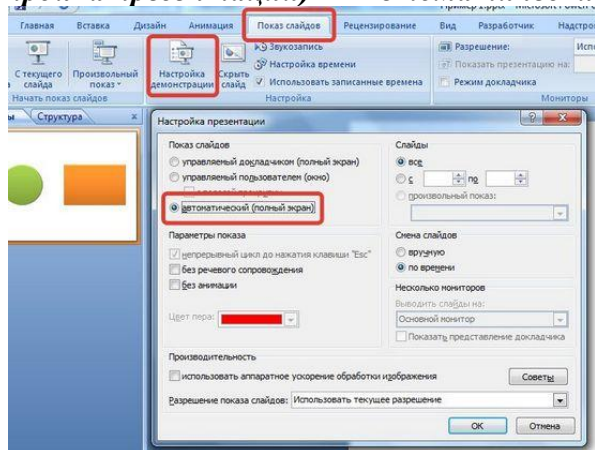 Главная Вставка Дизайн Анимация Показ слайдов Рецензирование Вид Разработчик Надстро
С текущего слайда
Произвольный показ
Настройка демонстрации
Скрыть слайд
Звукозапись
Настройка времени
Использовать записанные времена
Разрешение: Испо
Показать презентацию на:
Режим докладчика
Начать показ слайдов Настройка Мониторы
ы Структура x
Настройка презентации
Показ слайдов
управляемый докладчиком (полный экран)
управляемый пользователем (окно)
автоматический (полный экран)
Слайды
все
с по
произвольный показ:
Параметры показа
непрерывный цикл до нажатия клавиши "Esc"
без речевого сопровождения
без анимации
Цвет пера:
Смена слайдов
вручную
по времени
Несколько мониторов
Выводить слайды на:
Основной монитор
Показать представление докладчика
Производительность
использовать аппаратное ускорение обработки изображения Советы
Разрешение показа слайдов: Использовать текущее разрешение
ОК Отмена